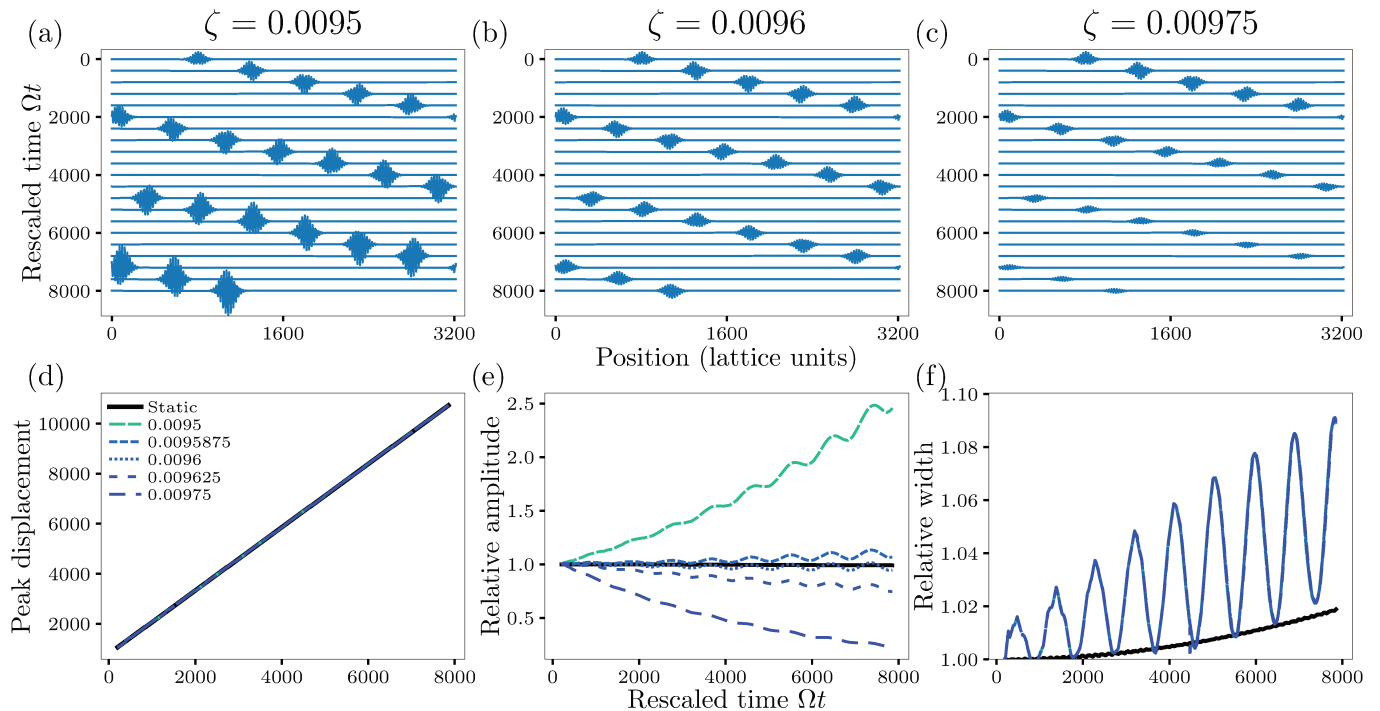 (a) ζ = 0.0095
(b) ζ = 0.0096
(c) ζ = 0.00975
Rescaled time Ωt
0
2000
4000
6000
8000
0
2000
4000
6000
8000
0
2000
4000
6000
8000
0 1600 3200
0 1600 3200
0 1600 3200
Position (lattice units)
(d)
Peak displacement
10000
8000
6000
4000
2000
Static
0.0095
0.0095875
0.0096
0.009625
0.00975
0 2000 4000 6000 8000
(e)
Relative amplitude
2.5
2.0
1.5
1.0
0.5
0 2000 4000 6000 8000
Rescaled time Ωt
(f)
Relative width
1.10
1.08
1.06
1.04
1.02
1.00
0 2000 4000 6000 8000